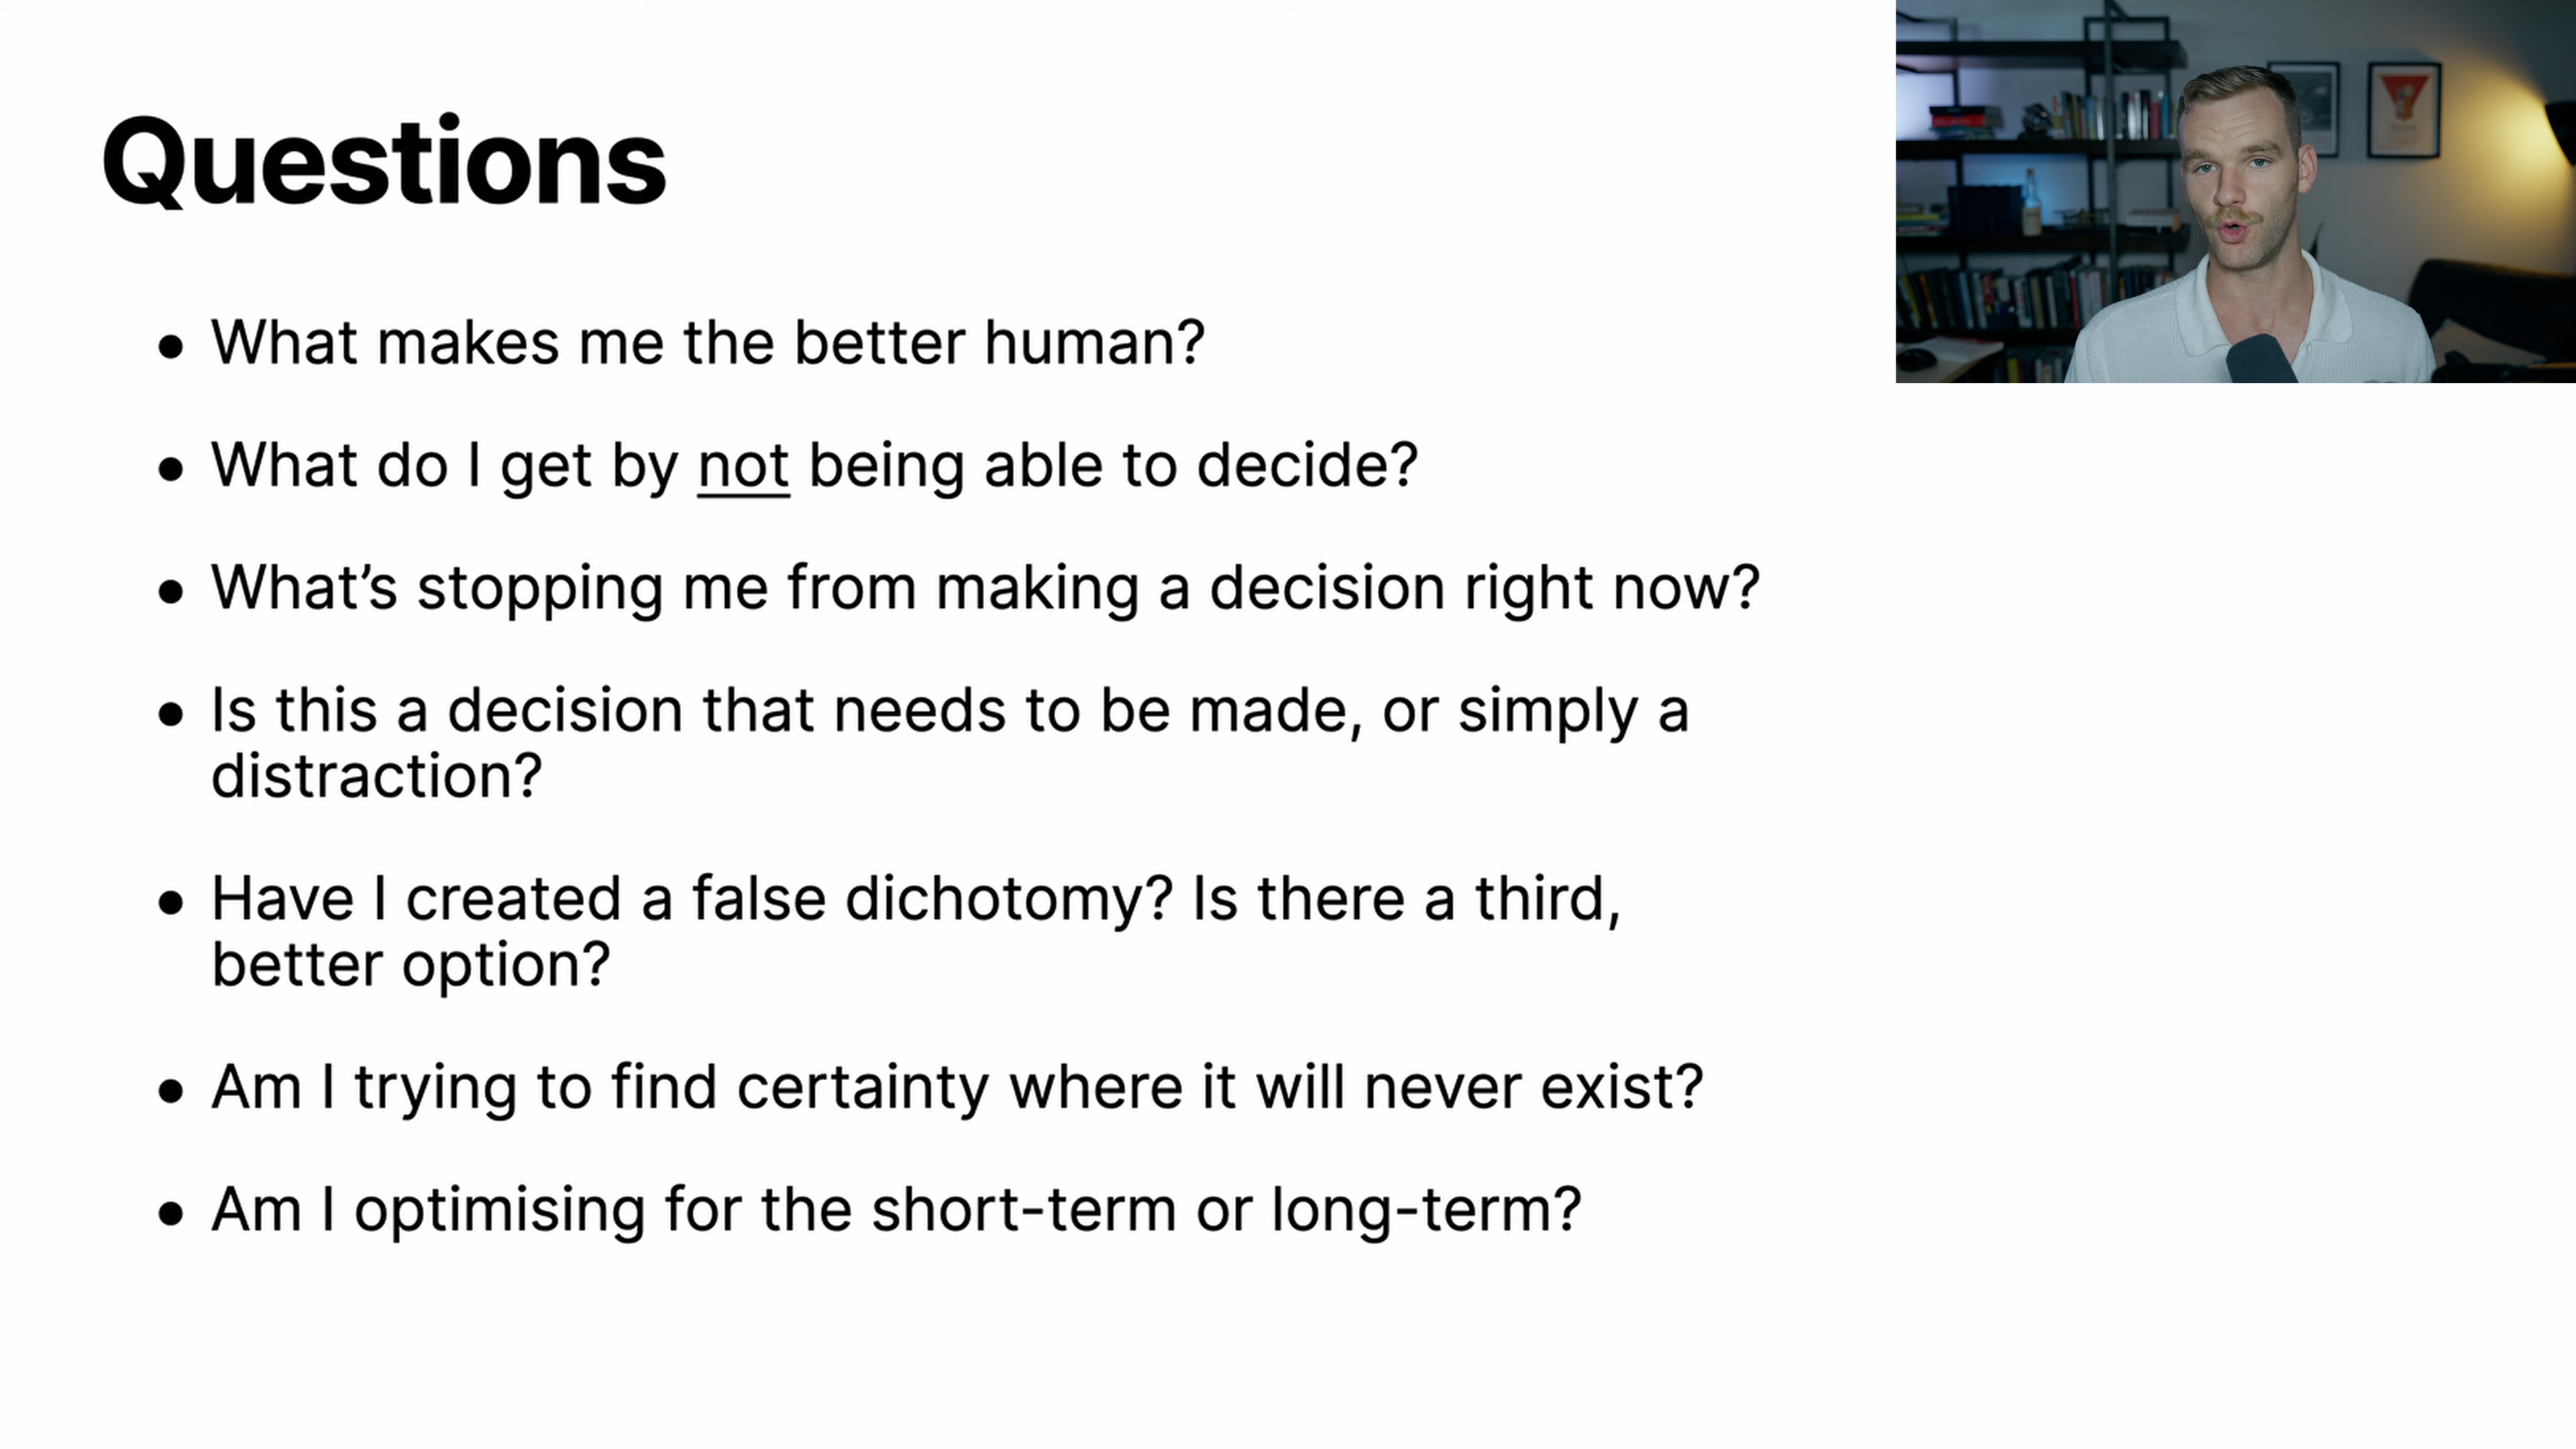 Questions
• What makes me the better human?
• What do I get by not being able to decide?
• What’s stopping me from making a decision right now?
• Is this a decision that needs to be made, or simply a
distraction?
• Have I created a false dichotomy? Is there a third,
better option?
• Am I trying to find certainty where it will never exist?
• Am I optimising for the short-term or long-term?